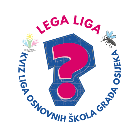 LEGA LIGA
KVIZ LIGA OSNOVNIH ŠKOLA GRADA OSIJEKA
?